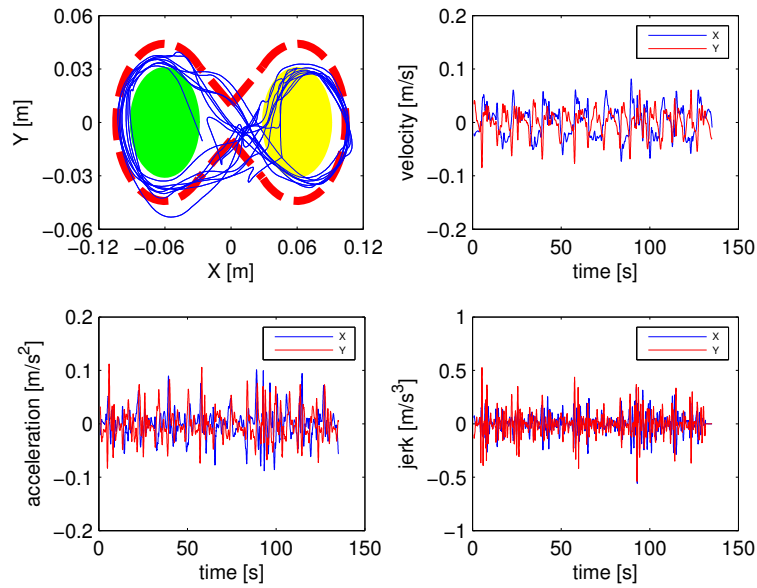 0.06
0.03
0
−0.03
−0.06
Y [m]
−0.12
−0.06
0
0.06
0.12
X [m]
0.2
0.1
0
−0.1
−0.2
velocity [m/s]
X
Y
0
50
100
150
time [s]
0.2
0.1
0
−0.1
−0.2
acceleration [m/s²]
X
Y
0
50
100
150
time [s]
1
0.5
0
−0.5
−1
jerk [m/s³]
X
Y
0
50
100
150
time [s]